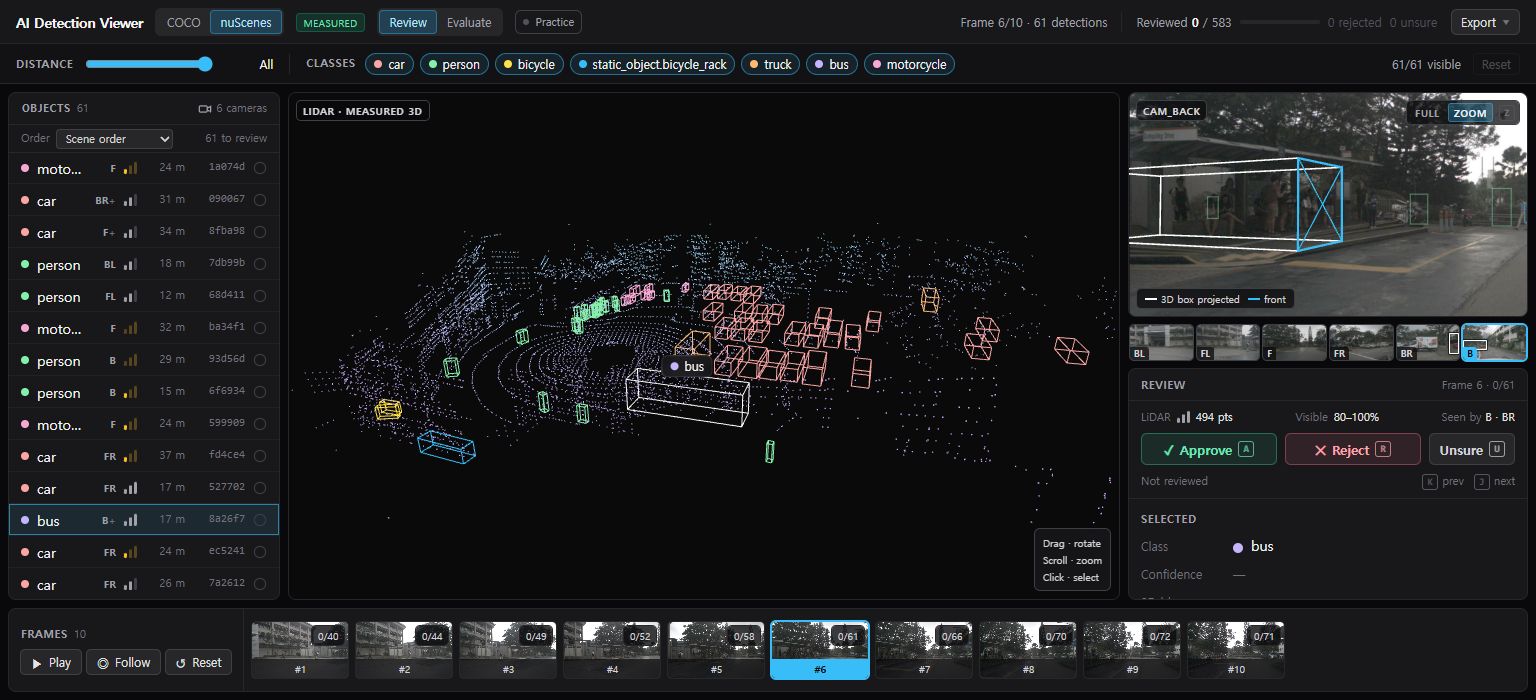 AI Detection Viewer COCO nuScenes MEASURED Review Evaluate Practice Frame 6/10 · 61 detections Reviewed 0 / 583 0 rejected 0 unsure Export
DISTANCE All CLASSES car person bicycle static_object.bicycle_rack truck bus motorcycle 61/61 visible Reset
OBJECTS 61 6 cameras
Order Scene order 61 to review
moto... F 24 m 1a074d
car BR+ 31 m 090067
car F+ 34 m 8fba98
person BL 18 m 7db99b
person FL 12 m 68d411
moto... F 32 m ba34f1
person B 29 m 93d56d
person B 15 m 6f6934
moto... F 24 m 599909
car FR 37 m fd4ce4
car FR 17 m 527702
bus B+ 17 m 8a26f7
car FR 24 m ec5241
car FR 26 m 7a2612
LIDAR · MEASURED 3D
bus
Drag · rotate
Scroll · zoom
Click · select
CAM_BACK FULL ZOOM Z
3D box projected front
BL FL F FR BR B
REVIEW Frame 6 · 0/61
LiDAR 494 pts Visible 80–100% Seen by B · BR
✓ Approve A ✕ Reject R Unsure U
Not reviewed K prev J next
SELECTED
Class bus
Confidence —
FRAMES 10
Play Follow Reset
0/40 0/44 0/49 0/52 0/58 0/61 0/66 0/70 0/72 0/71
#1 #2 #3 #4 #5 #6 #7 #8 #9 #10